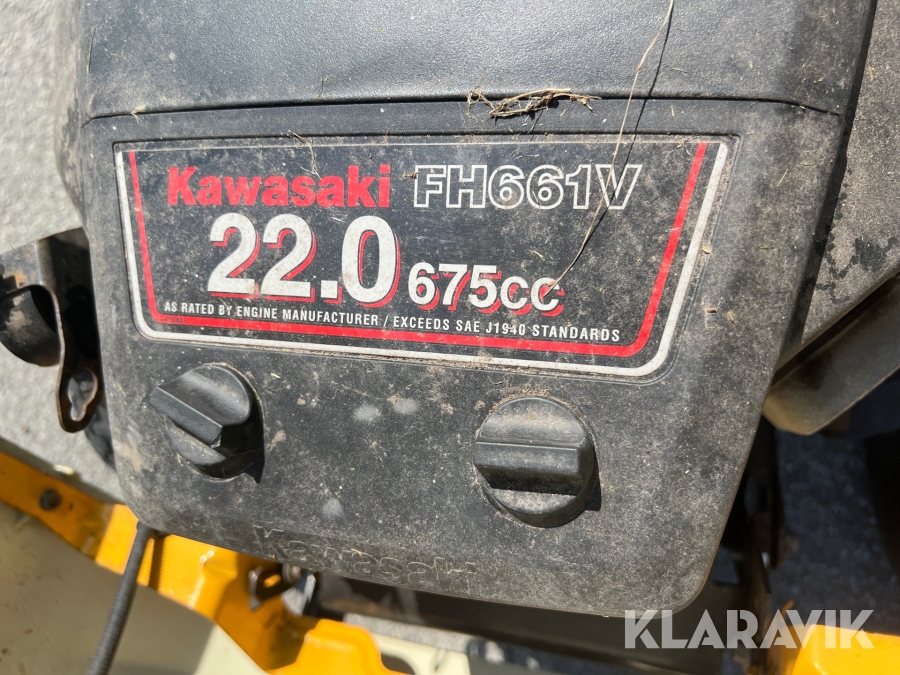 Kawasaki FH661V
22.0 675cc
AS RATED BY ENGINE MANUFACTURER / EXCEEDS SAE J1940 STANDARDS
Kawasaki
KLARAVIK